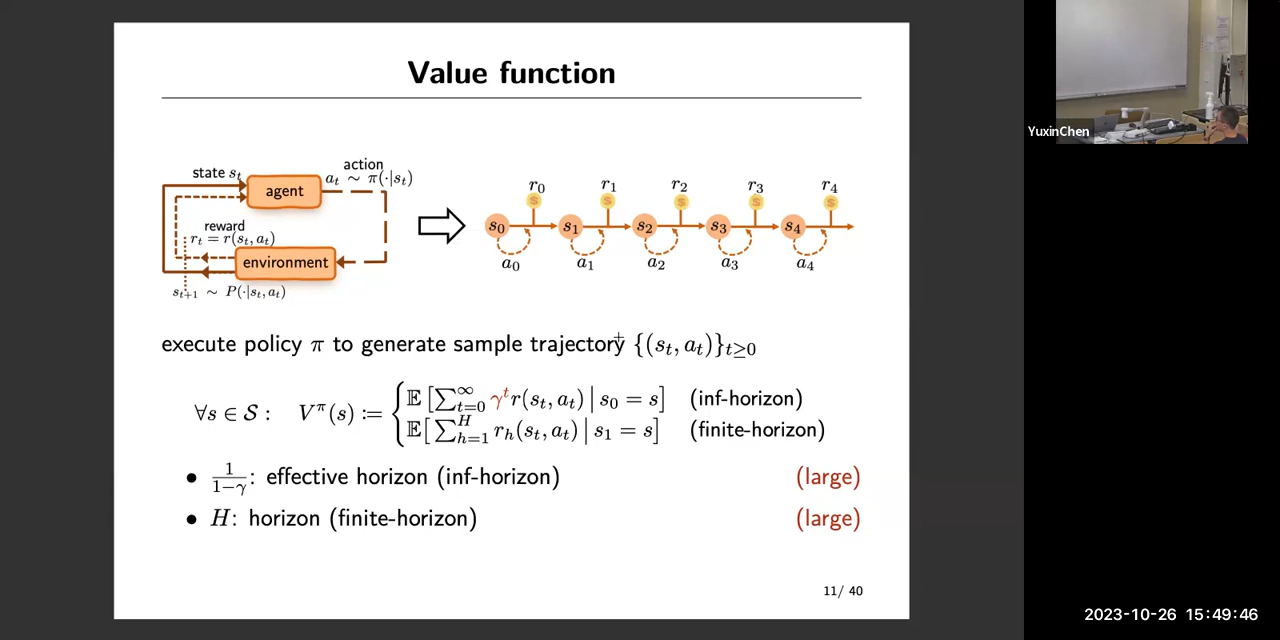 Value function
state s_t
action
a_t ∼ π(·|s_t)
agent
reward
r_t = r(s_t, a_t)
environment
s_{t+1} ∼ P(·|s_t, a_t)
r_0 r_1 r_2 r_3 r_4
$ $ $ $ $
s_0 s_1 s_2 s_3 s_4
a_0 a_1 a_2 a_3 a_4
execute policy π to generate sample trajectory {(s_t, a_t)}_{t≥0}
∀s ∈ 𝒮 : V^π(s) := { 𝔼 [∑_{t=0}^{∞} γ^t r(s_t, a_t) | s_0 = s] (inf-horizon)
𝔼 [∑_{h=1}^{H} r_h(s_t, a_t) | s_1 = s] (finite-horizon)
• 1/(1−γ): effective horizon (inf-horizon) (large)
• H: horizon (finite-horizon) (large)
11/ 40
YuxinChen
2023-10-26 15:49:46